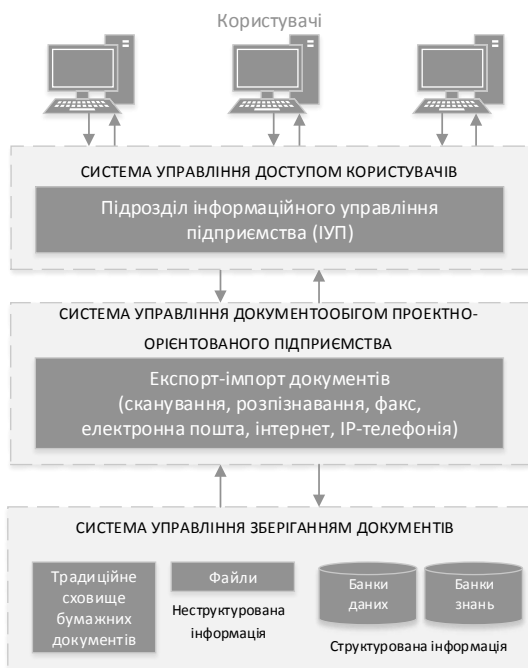 Користувачі
СИСТЕМА УПРАВЛІННЯ ДОСТУПОМ КОРИСТУВАЧІВ
Підрозділ інформаційного управління
підприємства (ІУП)
СИСТЕМА УПРАВЛІННЯ ДОКУМЕНТООБІГОМ ПРОЕКТНО-
ОРІЄНТОВАНОГО ПІДПРИЄМСТВА
Експорт-імпорт документів
(сканування, розпізнавання, факс,
електронна пошта, інтернет, IP-телефонія)
СИСТЕМА УПРАВЛІННЯ ЗБЕРІГАННЯМ ДОКУМЕНТІВ
Традиційне
сховище
бумажних
документів
Файли
Неструктурована
інформація
Банки
даних
Банки
знань
Структурована інформація